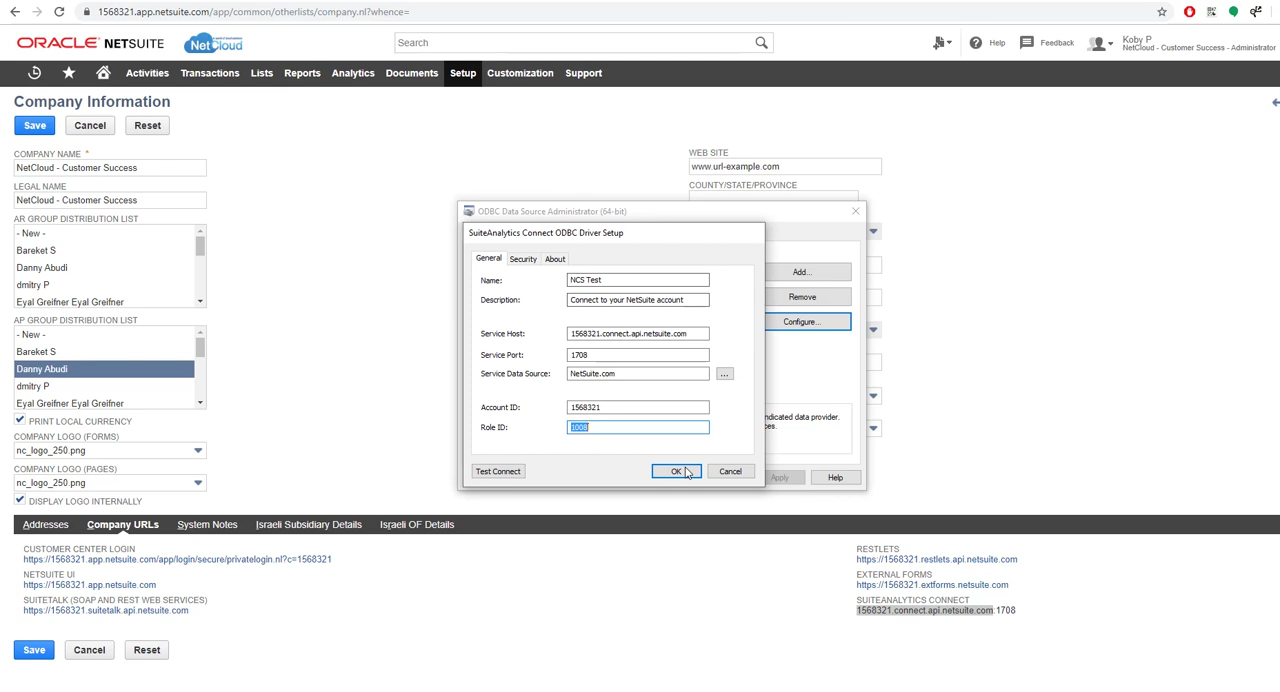 1568321.app.netsuite.com/app/common/otherlists/company.nl?whence=
ORACLE NETSUITE NetCloud Search Help Feedback Koby P
NetCloud - Customer Success - Administrator
Activities Transactions Lists Reports Analytics Documents Setup Customization Support
Company Information
Save Cancel Reset
COMPANY NAME *
NetCloud - Customer Success
LEGAL NAME
NetCloud - Customer Success
AR GROUP DISTRIBUTION LIST
- New -
Bareket S
Danny Abudi
dmitry P
Eyal Greifner Eyal Greifner
AP GROUP DISTRIBUTION LIST
- New -
Bareket S
Danny Abudi
dmitry P
Eyal Greifner Eyal Greifner
PRINT LOCAL CURRENCY
COMPANY LOGO (FORMS)
nc_logo_250.png
COMPANY LOGO (PAGES)
nc_logo_250.png
DISPLAY LOGO INTERNALLY
WEB SITE
www.url-example.com
COUNTY/STATE/PROVINCE
ODBC Data Source Administrator (64-bit)
Add...
Remove
Configure...
ndicated data provider.
ces.
Apply Help
SuiteAnalytics Connect ODBC Driver Setup
General Security About
Name: NCS Test
Description: Connect to your NetSuite account
Service Host: 1568321.connect.api.netsuite.com
Service Port: 1708
Service Data Source: NetSuite.com ...
Account ID: 1568321
Role ID: 1008
Test Connect OK Cancel
Addresses Company URLs System Notes Israeli Subsidiary Details Israeli OF Details
CUSTOMER CENTER LOGIN
https://1568321.app.netsuite.com/app/login/secure/privatelogin.nl?c=1568321
NETSUITE UI
https://1568321.app.netsuite.com
SUITETALK (SOAP AND REST WEB SERVICES)
https://1568321.suitetalk.api.netsuite.com
RESTLETS
https://1568321.restlets.api.netsuite.com
EXTERNAL FORMS
https://1568321.extforms.netsuite.com
SUITEANALYTICS CONNECT
1568321.connect.api.netsuite.com:1708
Save Cancel Reset